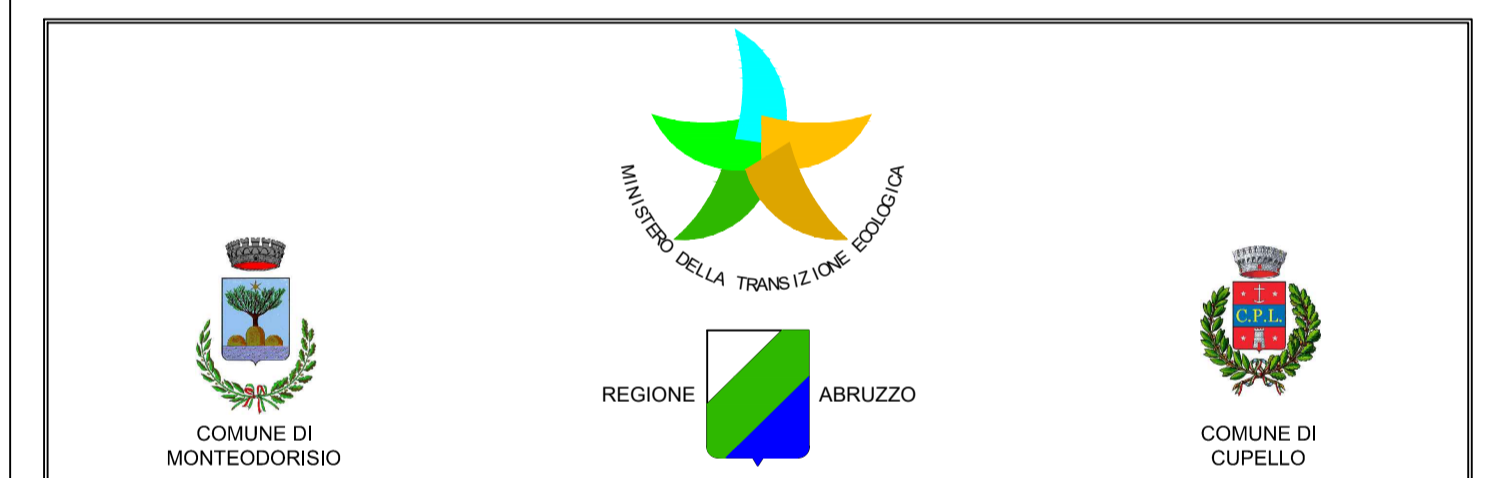 MINISTERO DELLA TRANSIZIONE ECOLOGICA
C.P.L.
REGIONE ABRUZZO
COMUNE DI
MONTEODORISIO
COMUNE DI
CUPELLO